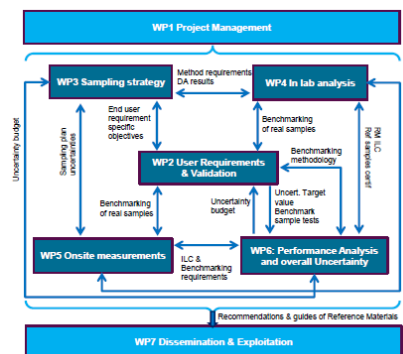 WP1 Project Management
WP3 Sampling strategy
Method requirements
DA results
WP4 In lab analysis
End user
requirement
specific
objectives
Benchmarking
of real samples
Uncertainty budget
Sampling plan
uncertainties
Benchmarking
methodology
RM ILC
Ref samples certif
WP2 User Requirements
& Validation
Benchmarking
of real samples
Uncertainty
budget
Uncert. Target
value
Benchmark
sample tests
WP5 Onsite measurements
ILC &
Benchmarking
requirements
WP6: Performance Analysis
and overall Uncertainty
Recommendations & guides of Reference Materials
WP7 Dissemination & Exploitation